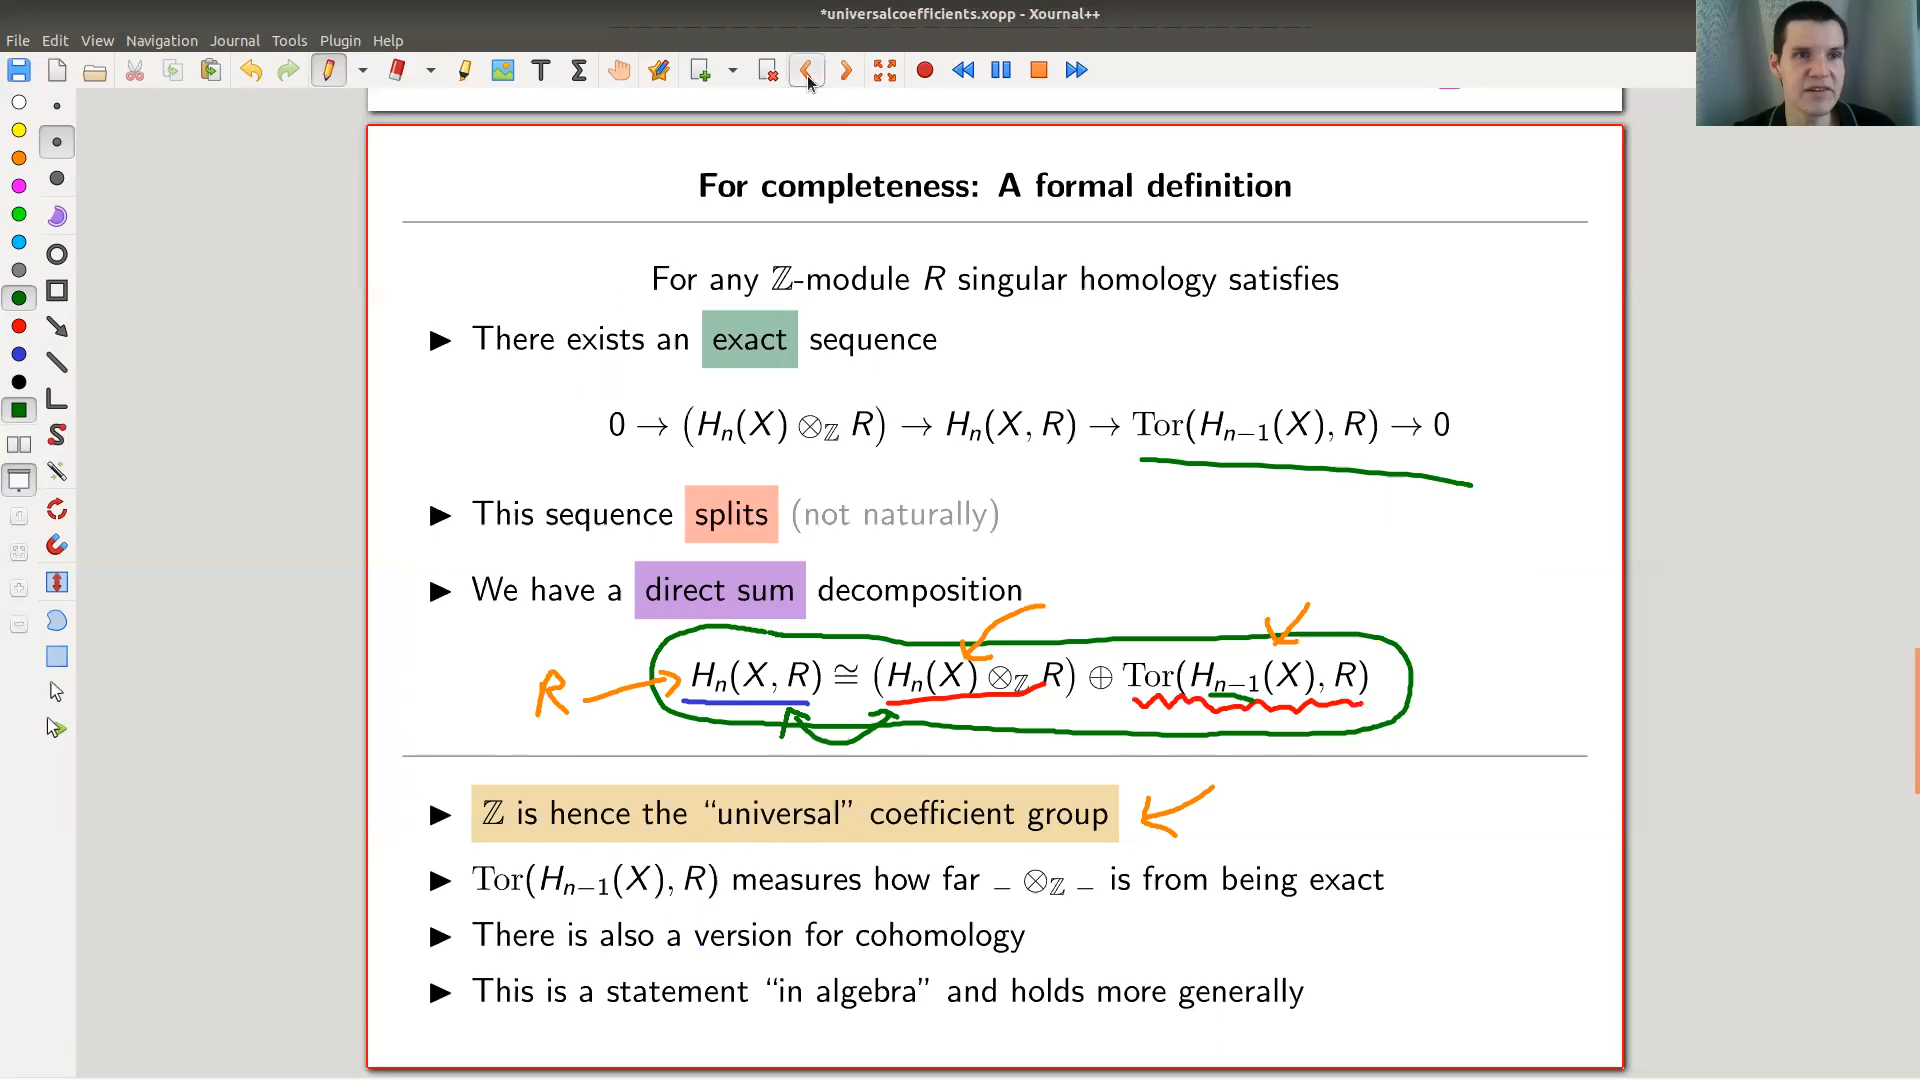 *universalcoefficients.xopp - Xournal++
File Edit View Navigation Journal Tools Plugin Help
For completeness: A formal definition
For any ℤ-module R singular homology satisfies
▶ There exists an exact sequence
0 → (Hₙ(X) ⊗_ℤ R) → Hₙ(X, R) → Tor(Hₙ₋₁(X), R) → 0
▶ This sequence splits (not naturally)
▶ We have a direct sum decomposition
R Hₙ(X, R) ≅ (Hₙ(X) ⊗_ℤ R) ⊕ Tor(Hₙ₋₁(X), R)
▶ ℤ is hence the “universal” coefficient group
▶ Tor(Hₙ₋₁(X), R) measures how far _ ⊗_ℤ _ is from being exact
▶ There is also a version for cohomology
▶ This is a statement “in algebra” and holds more generally